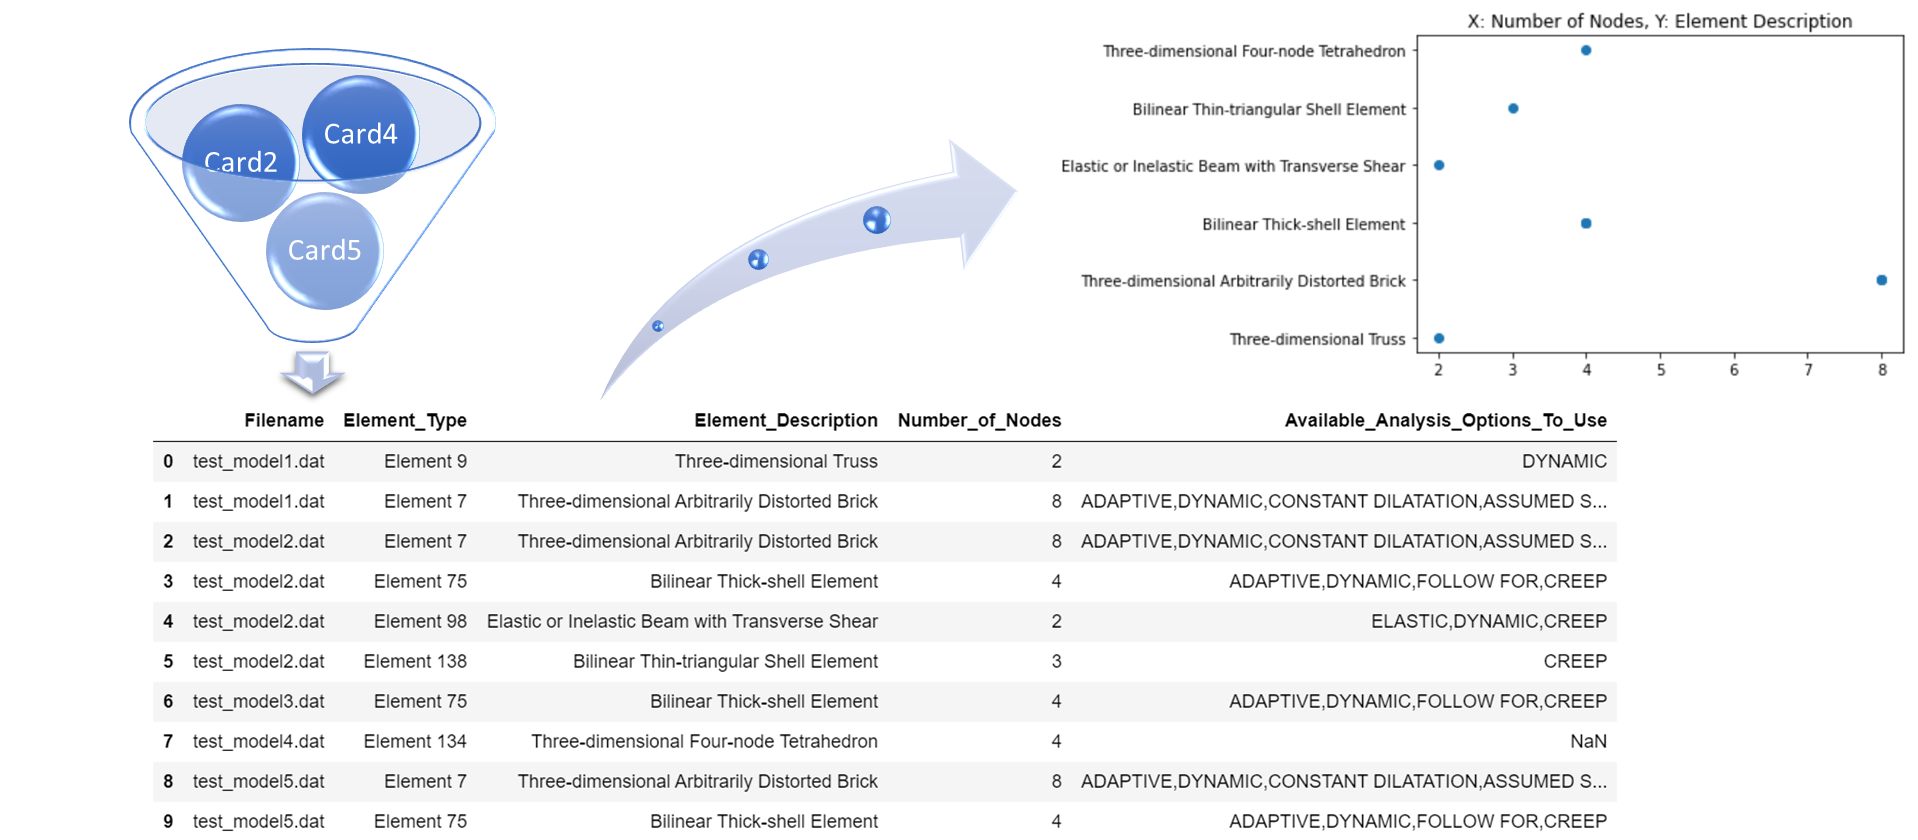 Card2
Card4
Card5
X: Number of Nodes, Y: Element Description
Three-dimensional Four-node Tetrahedron
Bilinear Thin-triangular Shell Element
Elastic or Inelastic Beam with Transverse Shear
Bilinear Thick-shell Element
Three-dimensional Arbitrarily Distorted Brick
Three-dimensional Truss
2 3 4 5 6 7 8
Filename Element_Type Element_Description Number_of_Nodes Available_Analysis_Options_To_Use
0 test_model1.dat Element 9 Three-dimensional Truss 2 DYNAMIC
1 test_model1.dat Element 7 Three-dimensional Arbitrarily Distorted Brick 8 ADAPTIVE,DYNAMIC,CONSTANT DILATATION,ASSUMED S...
2 test_model2.dat Element 7 Three-dimensional Arbitrarily Distorted Brick 8 ADAPTIVE,DYNAMIC,CONSTANT DILATATION,ASSUMED S...
3 test_model2.dat Element 75 Bilinear Thick-shell Element 4 ADAPTIVE,DYNAMIC,FOLLOW FOR,CREEP
4 test_model2.dat Element 98 Elastic or Inelastic Beam with Transverse Shear 2 ELASTIC,DYNAMIC,CREEP
5 test_model2.dat Element 138 Bilinear Thin-triangular Shell Element 3 CREEP
6 test_model3.dat Element 75 Bilinear Thick-shell Element 4 ADAPTIVE,DYNAMIC,FOLLOW FOR,CREEP
7 test_model4.dat Element 134 Three-dimensional Four-node Tetrahedron 4 NaN
8 test_model5.dat Element 7 Three-dimensional Arbitrarily Distorted Brick 8 ADAPTIVE,DYNAMIC,CONSTANT DILATATION,ASSUMED S...
9 test_model5.dat Element 75 Bilinear Thick-shell Element 4 ADAPTIVE,DYNAMIC,FOLLOW FOR,CREEP